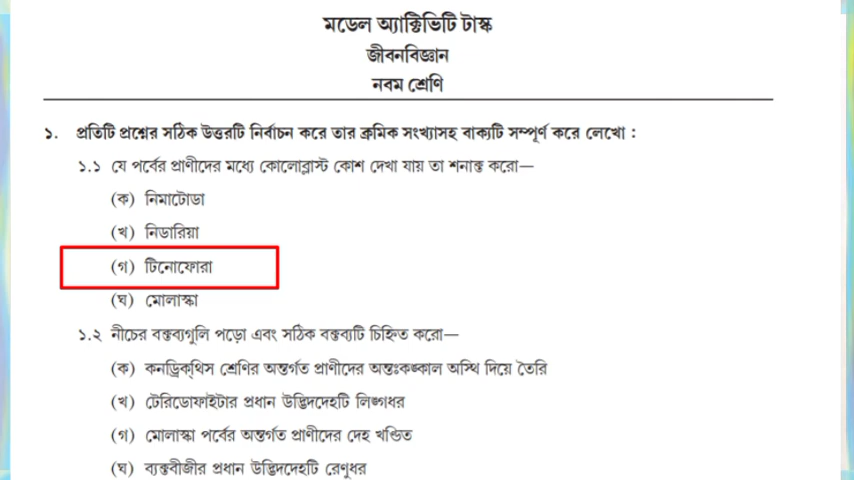 মডেল অ্যাক্টিভিটি টাস্ক
জীবনবিজ্ঞান
নবম শ্রেণি
১. প্রতিটি প্রশ্নের সঠিক উত্তরটি নির্বাচন করে তার ক্রমিক সংখ্যাসহ বাক্যটি সম্পূর্ণ করে লেখো :
১.১ যে পর্বের প্রাণীদের মধ্যে কোলোব্লাস্ট কোশ দেখা যায় তা শনাক্ত করো—
(ক) নিমাটোডা
(খ) নিডারিয়া
(গ) টিনোফোরা
(ঘ) মোলাস্কা
১.২ নীচের বক্তব্যগুলি পড়ো এবং সঠিক বক্তব্যটি চিহ্নিত করো—
(ক) কনড্রিক্‌থিস শ্রেণির অন্তর্গত প্রাণীদের অন্তঃকঙ্কাল অস্থি দিয়ে তৈরি
(খ) টেরিডোফাইটার প্রধান উদ্ভিদদেহটি লিঙ্গধর
(গ) মোলাস্কা পর্বের অন্তর্গত প্রাণীদের দেহ খণ্ডিত
(ঘ) ব্যক্তবীজীর প্রধান উদ্ভিদদেহটি রেণুধর